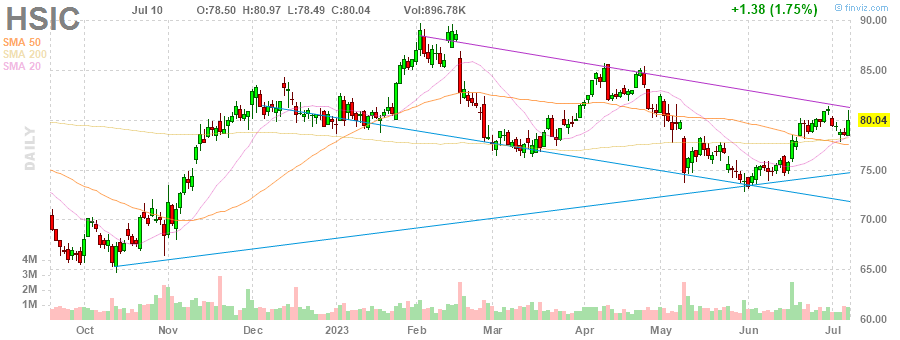 HSIC Jul 10 O:78.50 H:80.97 L:78.49 C:80.04 Vol:896.78K +1.38 (1.75%) © finviz.com
SMA 50
SMA 200
SMA 20
DAILY
90.00
85.00
80.04
80.00
75.00
70.00
65.00
60.00
4M
3M
2M
1M
Oct Nov Dec 2023 Feb Mar Apr May Jun Jul